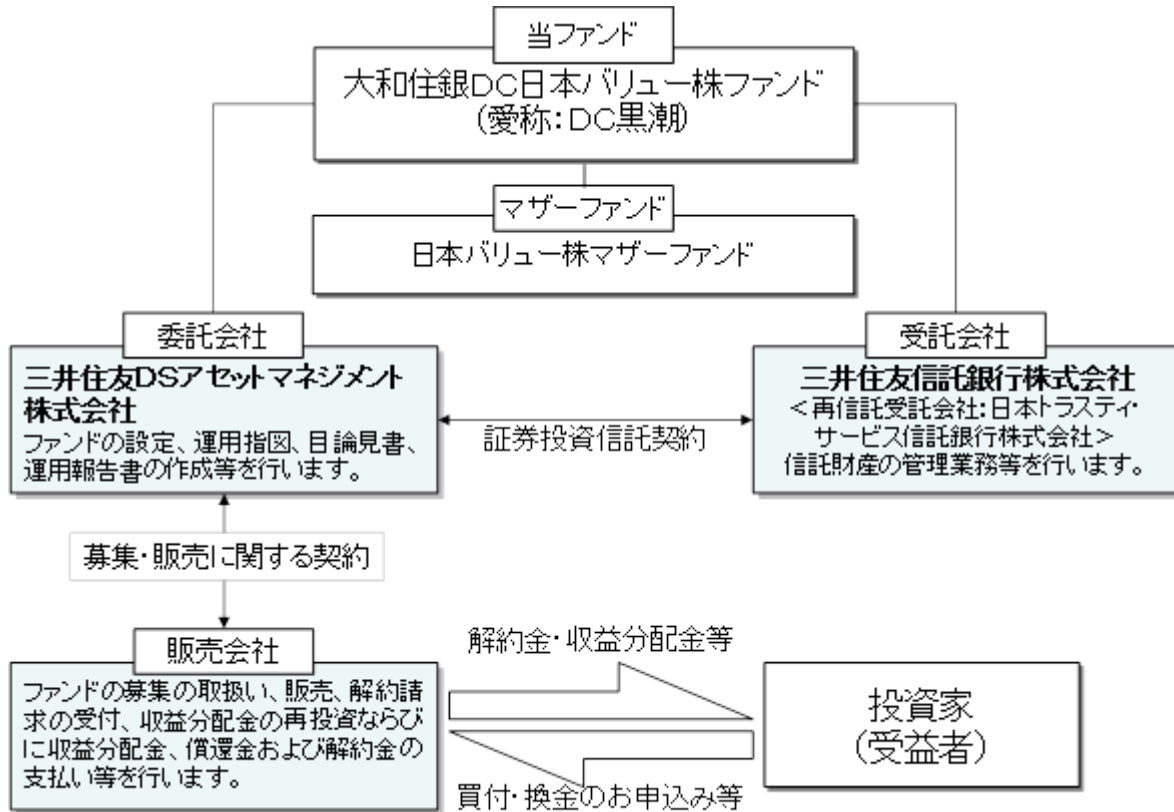 当ファンド
大和住銀DC日本バリュー株ファンド
(愛称:DC黒潮)
マザーファンド
日本バリュー株マザーファンド
委託会社
三井住友DSアセットマネジメント
株式会社
ファンドの設定、運用指図、目論見書、
運用報告書の作成等を行います。
証券投資信託契約
受託会社
三井住友信託銀行株式会社
<再信託受託会社:日本トラスティ・
サービス信託銀行株式会社>
信託財産の管理業務等を行います。
募集・販売に関する契約
販売会社
ファンドの募集の取扱い、販売、解約請
求の受付、収益分配金の再投資ならび
に収益分配金、償還金および解約金の
支払い等を行います。
解約金・収益分配金等
買付・換金のお申込み等
投資家
(受益者)